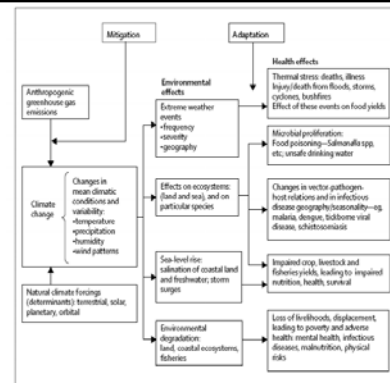 Mitigation
Adaptation
Anthropogenic
greenhouse gas
emissions
Climate
change
Changes in
mean climatic
conditions and
variability:
•temperature
•precipitation
•humidity
•wind patterns
Natural climate forcings
(determinants): terrestrial, solar,
planetary, orbital
Environmental
effects
Extreme weather
events
•frequency
•severity
•geography
Effects on ecosystems:
(land and sea), and on
particular species
Sea-level rise:
salination of coastal land
and freshwater; storm
surges
Environmental
degradation:
land, coastal ecosystems,
fisheries
Health effects
Thermal stress: deaths, illness
Injury/death from floods, storms,
cyclones, bushfires
Effect of these events on food yields
Microbial proliferation:
Food poisoning—Salmonella spp,
etc; unsafe drinking water
Changes in vector-pathogen-
host relations and in infectious
disease geography/seasonality—eg,
malaria, dengue, tickborne viral
disease, schistosomiasis
Impaired crop, livestock and
fisheries yields, leading to impaired
nutrition, health, survival
Loss of livelihoods, displacement,
leading to poverty and adverse
health: mental health, infectious
diseases, malnutrition, physical
risks